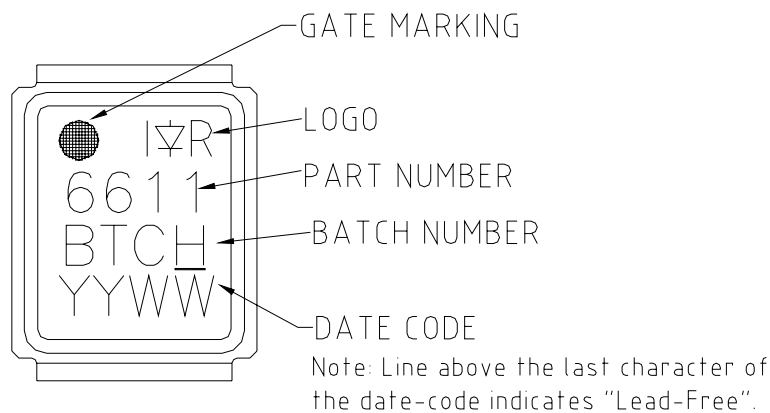 GATE MARKING
I R
LOGO
6611
PART NUMBER
BTCH
BATCH NUMBER
YYWW
DATE CODE
Note: Line above the last character of
the date-code indicates "Lead-Free".